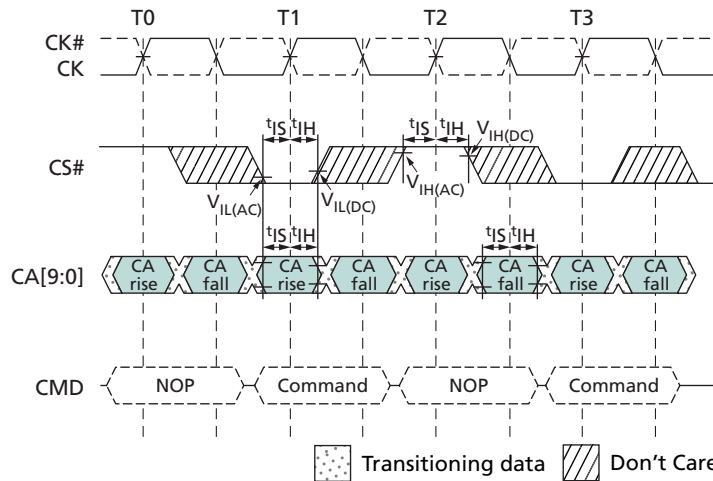 T0 T1 T2 T3
CK#
CK
tIS tIH tIS tIH VIH(DC)
CS#
VIL(AC) VIL(DC) VIH(AC)
tIS tIH tIS tIH
CA[9:0] CA rise CA fall CA rise CA fall CA rise CA fall CA rise CA fall
CMD NOP Command NOP Command
Transitioning data Don't Care